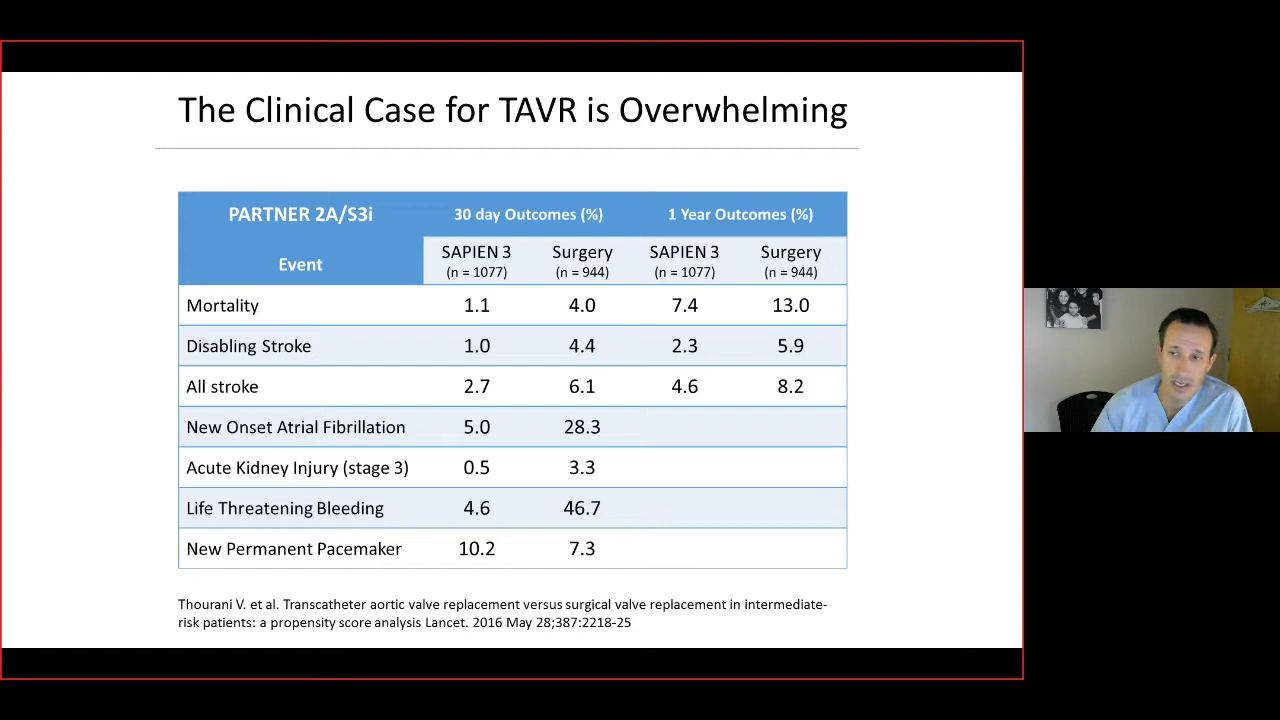 The Clinical Case for TAVR is Overwhelming
PARTNER 2A/S3i 30 day Outcomes (%) 1 Year Outcomes (%)
Event SAPIEN 3 Surgery SAPIEN 3 Surgery
(n = 1077) (n = 944) (n = 1077) (n = 944)
Mortality 1.1 4.0 7.4 13.0
Disabling Stroke 1.0 4.4 2.3 5.9
All stroke 2.7 6.1 4.6 8.2
New Onset Atrial Fibrillation 5.0 28.3
Acute Kidney Injury (stage 3) 0.5 3.3
Life Threatening Bleeding 4.6 46.7
New Permanent Pacemaker 10.2 7.3
Thourani V. et al. Transcatheter aortic valve replacement versus surgical valve replacement in intermediate-
risk patients: a propensity score analysis Lancet. 2016 May 28;387:2218-25